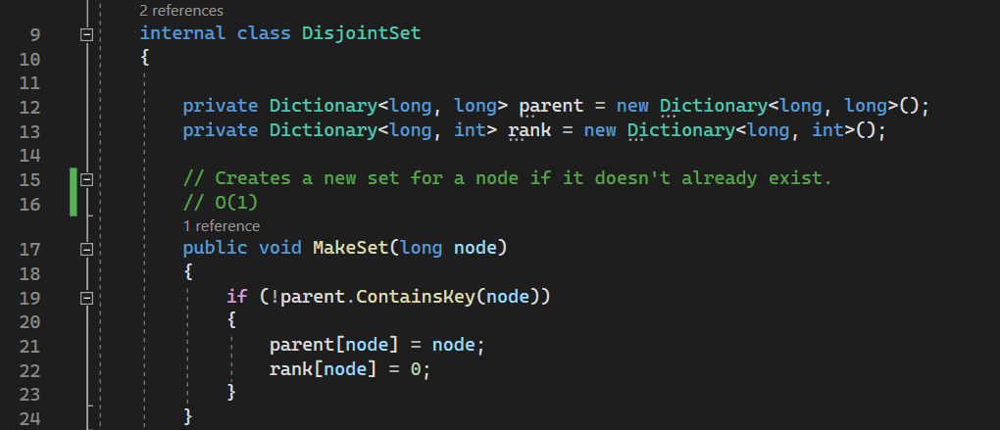 2 references
9 internal class DisjointSet
10 {
11
12 private Dictionary<long, long> parent = new Dictionary<long, long>();
13 private Dictionary<long, int> rank = new Dictionary<long, int>();
14
15 // Creates a new set for a node if it doesn't already exist.
16 // O(1)
1 reference
17 public void MakeSet(long node)
18 {
19 if (!parent.ContainsKey(node))
20 {
21 parent[node] = node;
22 rank[node] = 0;
23 }
24 }